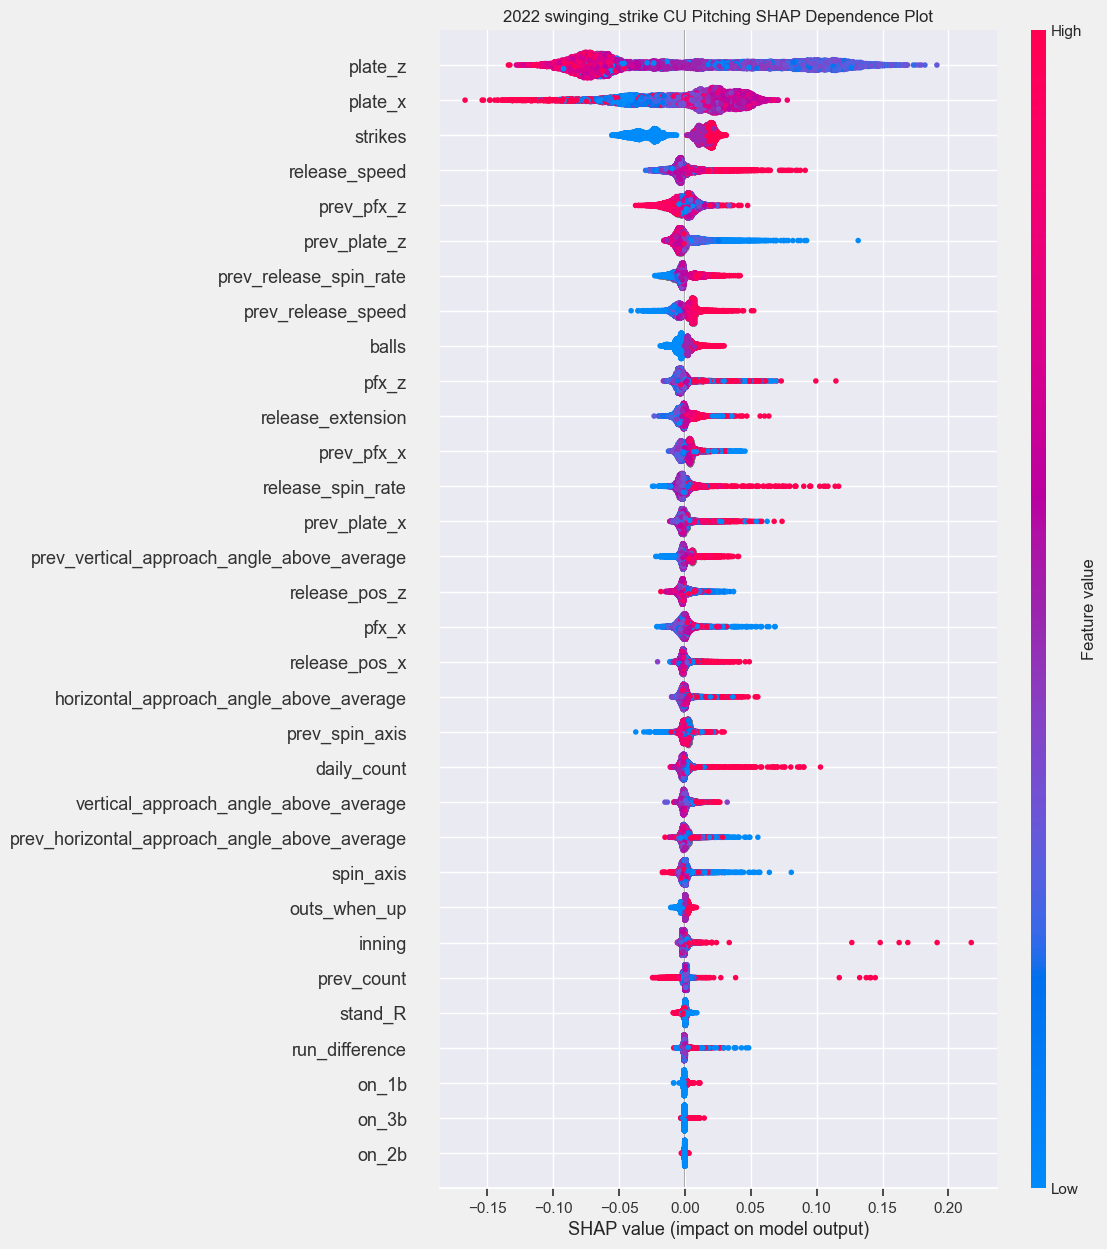 2022 swinging_strike CU Pitching SHAP Dependence Plot
High
plate_z
plate_x
strikes
release_speed
prev_pfx_z
prev_plate_z
prev_release_spin_rate
prev_release_speed
balls
pfx_z
release_extension
prev_pfx_x
release_spin_rate
prev_plate_x
prev_vertical_approach_angle_above_average
release_pos_z
pfx_x
release_pos_x
horizontal_approach_angle_above_average
prev_spin_axis
daily_count
vertical_approach_angle_above_average
prev_horizontal_approach_angle_above_average
spin_axis
outs_when_up
inning
prev_count
stand_R
run_difference
on_1b
on_3b
on_2b
Feature value
Low
−0.15 −0.10 −0.05 0.00 0.05 0.10 0.15 0.20
SHAP value (impact on model output)